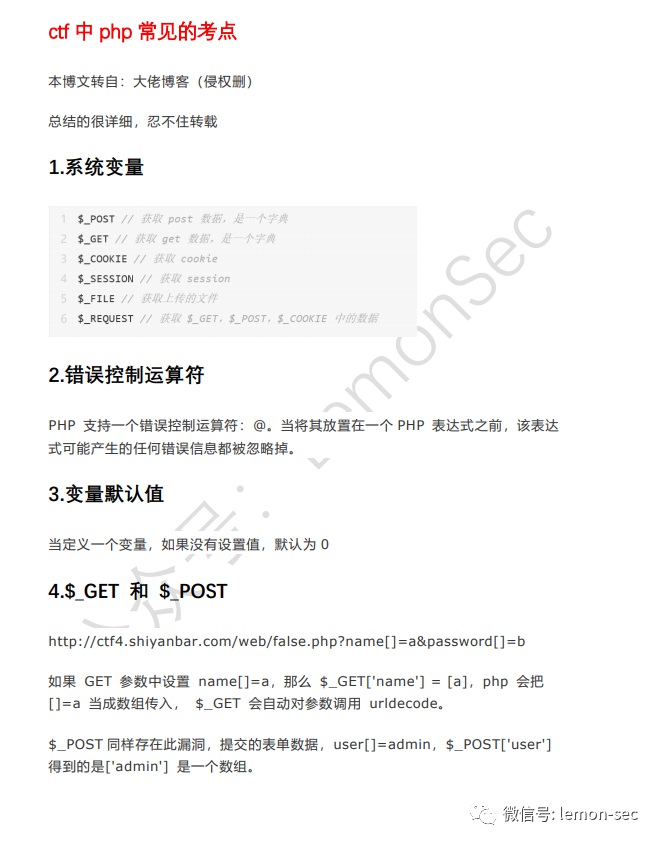 ctf 中 php 常见的考点
本博文转自：大佬博客（侵权删）
总结的很详细，忍不住转载
1.系统变量
1 $_POST // 获取 post 数据，是一个字典
2 $_GET // 获取 get 数据，是一个字典
3 $_COOKIE // 获取 cookie
4 $_SESSION // 获取 session
5 $_FILE // 获取上传的文件
6 $_REQUEST // 获取 $_GET，$_POST，$_COOKIE 中的数据
2.错误控制运算符
PHP 支持一个错误控制运算符：@。当将其放置在一个 PHP 表达式之前，该表达
式可能产生的任何错误信息都被忽略掉。
3.变量默认值
当定义一个变量，如果没有设置值，默认为 0
4.$_GET 和 $_POST
http://ctf4.shiyanbar.com/web/false.php?name[]=a&password[]=b
如果 GET 参数中设置 name[]=a，那么 $_GET['name'] = [a]，php 会把
[]=a 当成数组传入， $_GET 会自动对参数调用 urldecode。
$_POST 同样存在此漏洞，提交的表单数据，user[]=admin，$_POST['user']
得到的是['admin'] 是一个数组。
公众号：LemonSec
微信号: lemon-sec